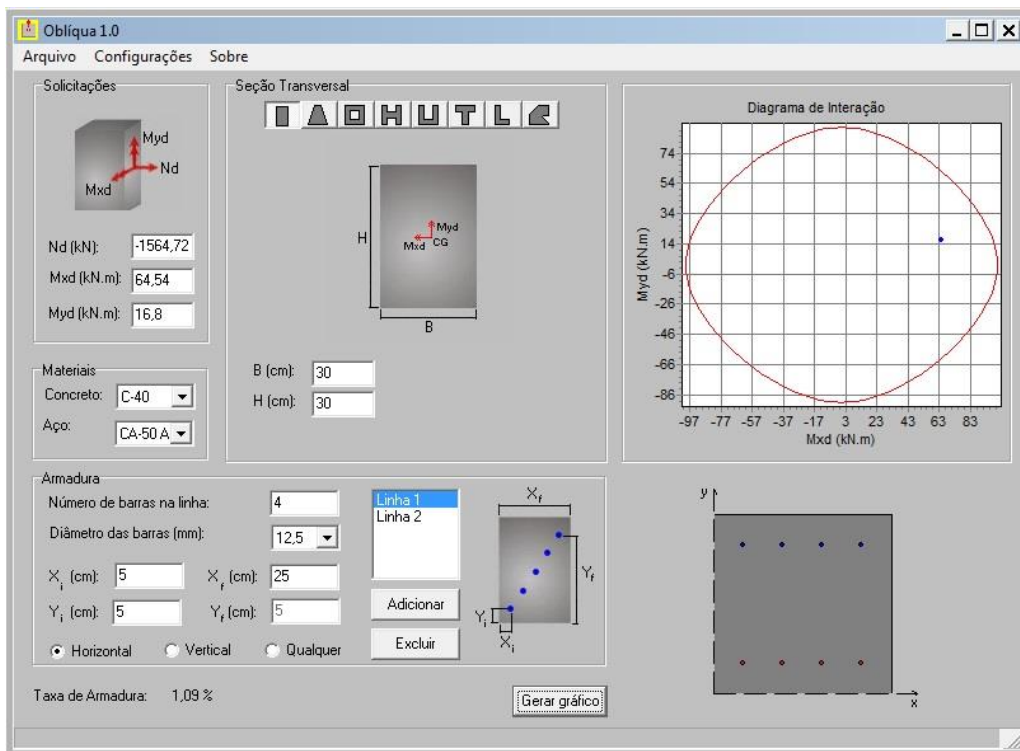 Oblíqua 1.0
Arquivo Configurações Sobre
Solicitações
Myd
Nd
Mxd
Nd (kN): -1564,72
Mxd (kN.m): 64,54
Myd (kN.m): 16,8
Materiais
Concreto: C-40
Aço: CA-50 A
Seção Transversal
H
Myd
Mxd CG
B
B (cm): 30
H (cm): 30
Diagrama de Interação
Myd (kN.m)
74
54
34
14
-6
-26
-46
-66
-86
-97 -77 -57 -37 -17 3 23 43 63 83
Mxd (kN.m)
Armadura
Número de barras na linha: 4
Diâmetro das barras (mm): 12,5
Xi (cm): 5 Xf (cm): 25
Yi (cm): 5 Yf (cm): 5
Horizontal Vertical Qualquer
Linha 1
Linha 2
Adicionar
Excluir
Xf
Yf
Yi
Xi
Taxa de Armadura: 1,09 %
Gerar gráfico
y
x